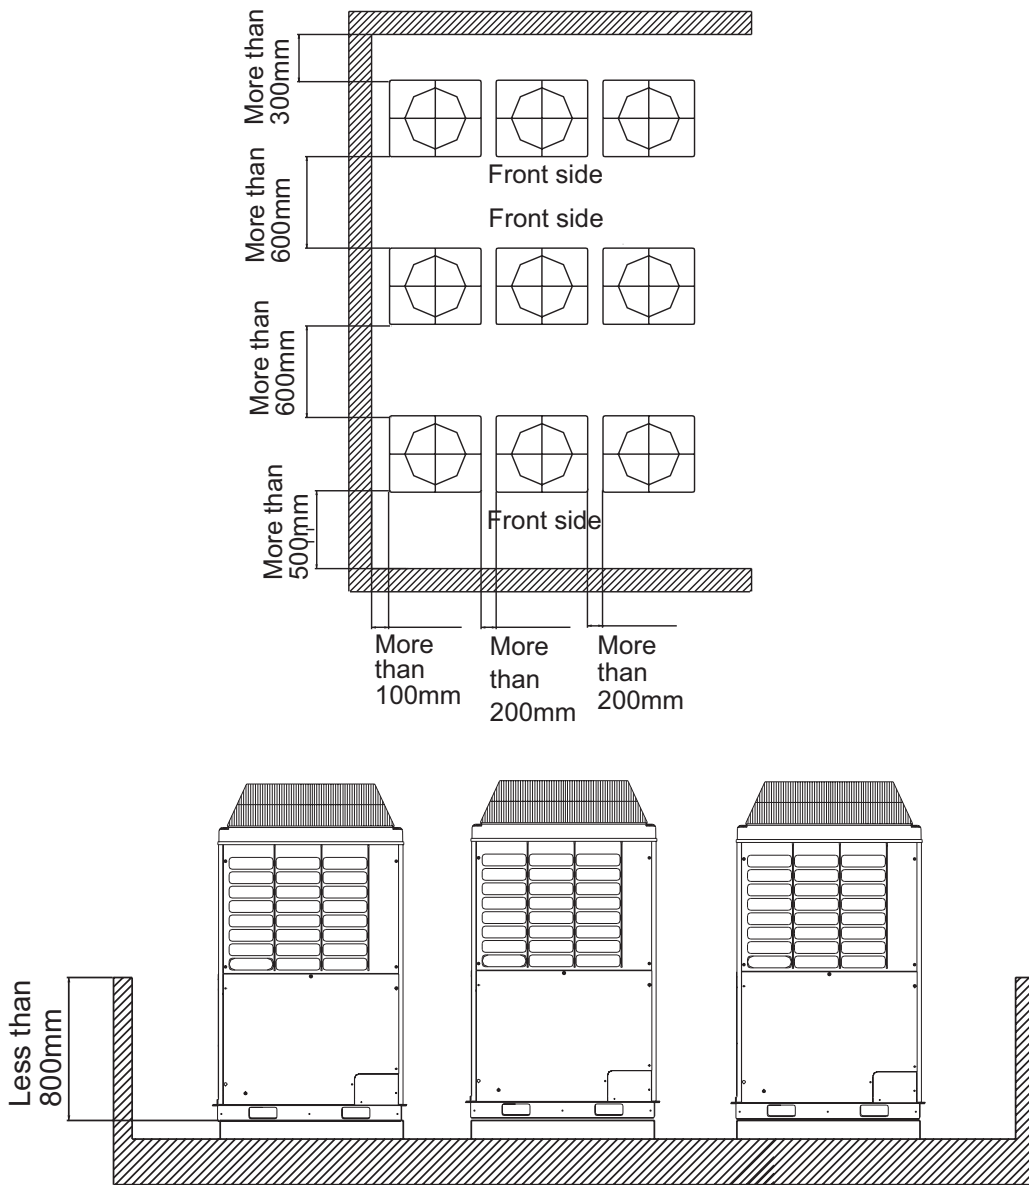 More than
300mm
Front side
More than
600mm
Front side
More than
600mm
More than
500mm
Front side
More
than
100mm
More
than
200mm
More
than
200mm
Less than
800mm